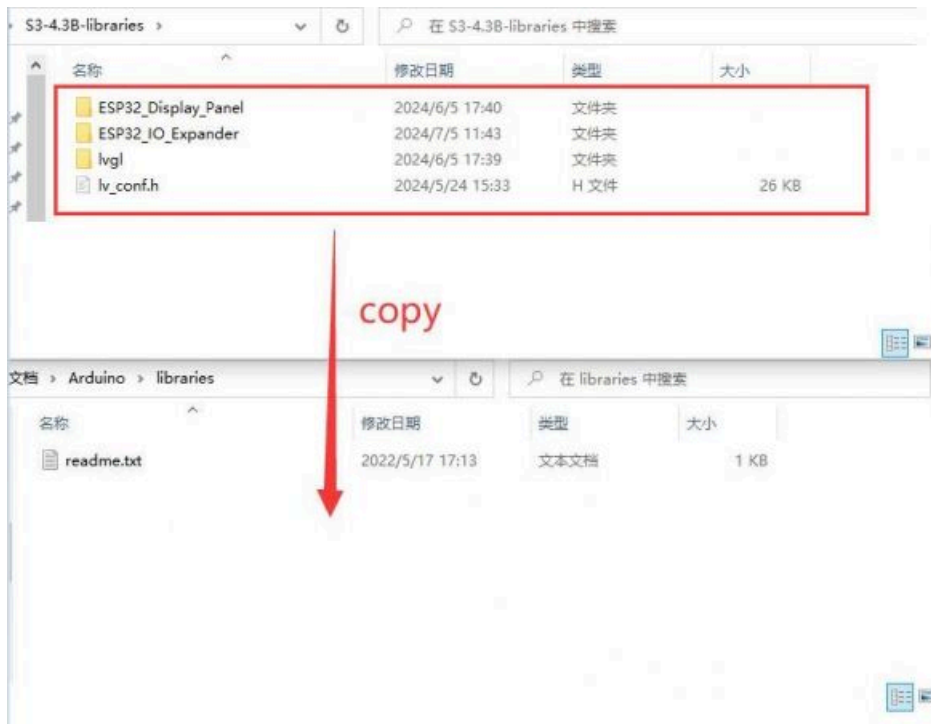 S3-4.3B-libraries >
在 S3-4.3B-libraries 中搜索
名称 修改日期 类型 大小
ESP32_Display_Panel 2024/6/5 17:40 文件夹
ESP32_IO_Expander 2024/7/5 11:43 文件夹
lvgl 2024/6/5 17:39 文件夹
lv_conf.h 2024/5/24 15:33 H 文件 26 KB
copy
文档 > Arduino > libraries
在 libraries 中搜索
名称 修改日期 类型 大小
readme.txt 2022/5/17 17:13 文本文档 1 KB